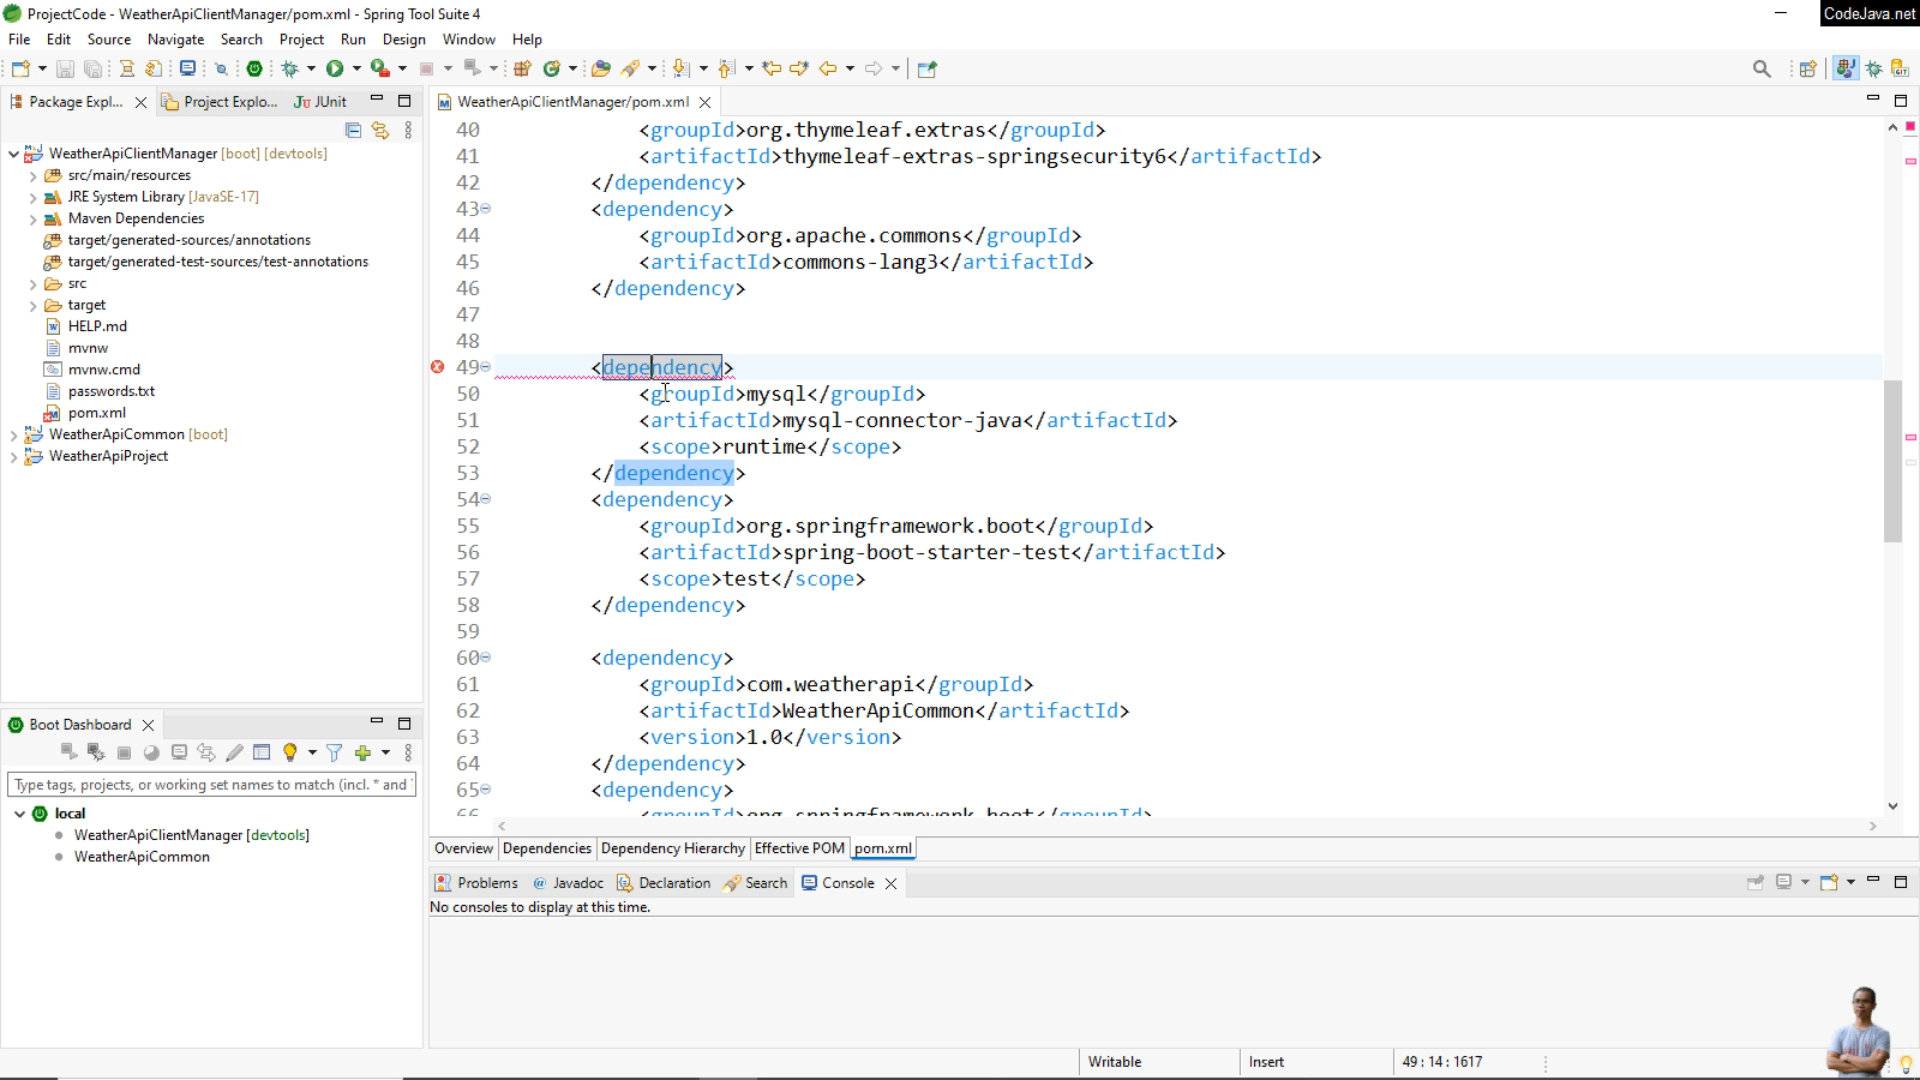 ProjectCode - WeatherApiClientManager/pom.xml - Spring Tool Suite 4
CodeJava.net
File Edit Source Navigate Search Project Run Design Window Help
Package Expl... Project Explo... JUnit
WeatherApiClientManager [boot] [devtools]
src/main/resources
JRE System Library [JavaSE-17]
Maven Dependencies
target/generated-sources/annotations
target/generated-test-sources/test-annotations
src
target
HELP.md
mvnw
mvnw.cmd
passwords.txt
pom.xml
WeatherApiCommon [boot]
WeatherApiProject
Boot Dashboard
Type tags, projects, or working set names to match (incl. * and
local
WeatherApiClientManager [devtools]
WeatherApiCommon
WeatherApiClientManager/pom.xml
40 <groupId>org.thymeleaf.extras</groupId>
41 <artifactId>thymeleaf-extras-springsecurity6</artifactId>
42 </dependency>
43 <dependency>
44 <groupId>org.apache.commons</groupId>
45 <artifactId>commons-lang3</artifactId>
46 </dependency>
47
48
49 <dependency>
50 <groupId>mysql</groupId>
51 <artifactId>mysql-connector-java</artifactId>
52 <scope>runtime</scope>
53 </dependency>
54 <dependency>
55 <groupId>org.springframework.boot</groupId>
56 <artifactId>spring-boot-starter-test</artifactId>
57 <scope>test</scope>
58 </dependency>
59
60 <dependency>
61 <groupId>com.weatherapi</groupId>
62 <artifactId>WeatherApiCommon</artifactId>
63 <version>1.0</version>
64 </dependency>
65 <dependency>
66 <groupId>org.springframework.boot</groupId>
Overview Dependencies Dependency Hierarchy Effective POM pom.xml
Problems Javadoc Declaration Search Console
No consoles to display at this time.
Writable Insert 49 : 14 : 1617